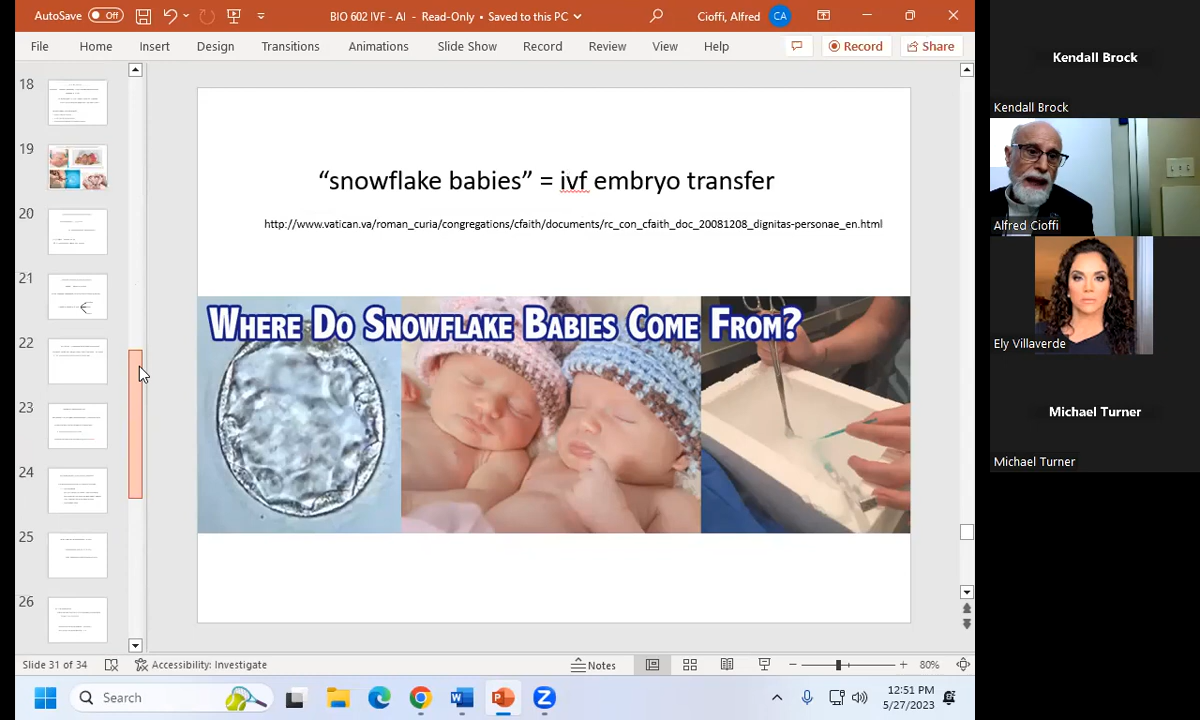 AutoSave Off
BIO 602 IVF - AI - Read-Only • Saved to this PC
Cioffi, Alfred CA
File Home Insert Design Transitions Animations Slide Show Record Review View Help Record Share
18
19
20
21
22
23
24
25
26
“snowflake babies” = ivf embryo transfer
http://www.vatican.va/roman_curia/congregations/cfaith/documents/rc_con_cfaith_doc_20081208_dignitas-personae_en.html
WHERE DO SNOWFLAKE BABIES COME FROM?
Slide 31 of 34 Accessibility: Investigate Notes 80%
Search
12:51 PM
5/27/2023
Kendall Brock
Kendall Brock
Alfred Cioffi
Ely Villaverde
Michael Turner
Michael Turner